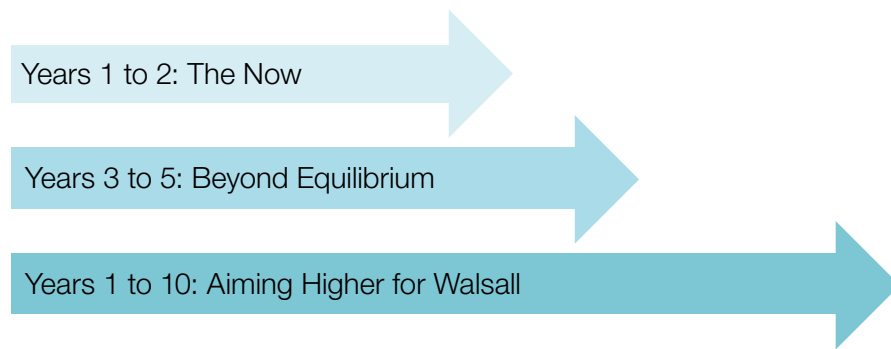 Years 1 to 2: The Now
Years 3 to 5: Beyond Equilibrium
Years 1 to 10: Aiming Higher for Walsall